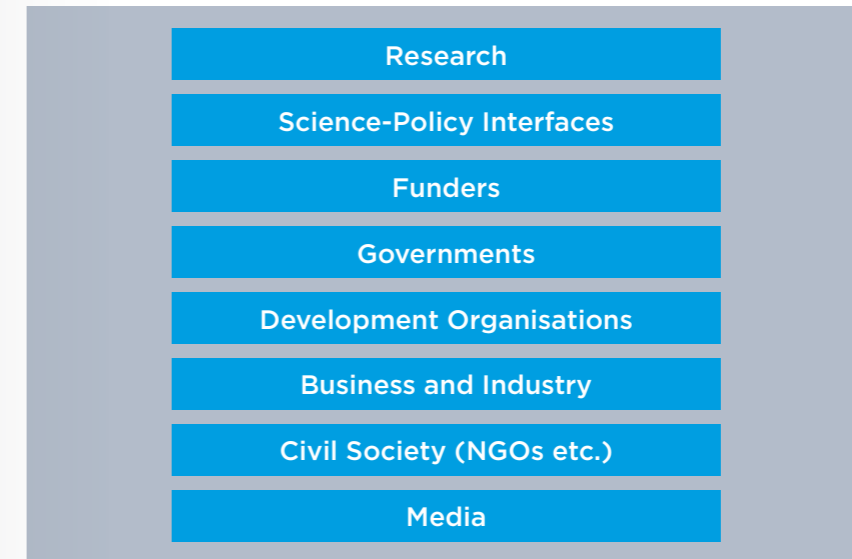 Research
Science-Policy Interfaces
Funders
Governments
Development Organisations
Business and Industry
Civil Society (NGOs etc.)
Media